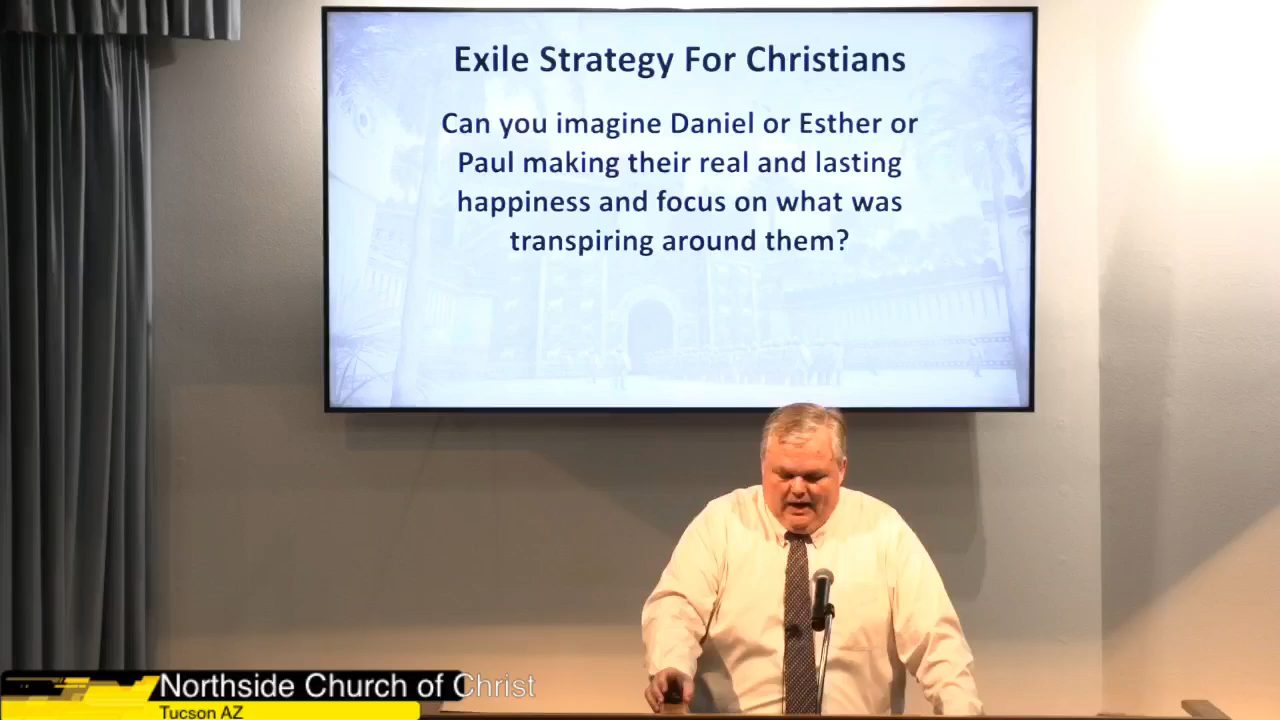 Exile Strategy For Christians
Can you imagine Daniel or Esther or
Paul making their real and lasting
happiness and focus on what was
transpiring around them?
Northside Church of Christ
Tucson AZ